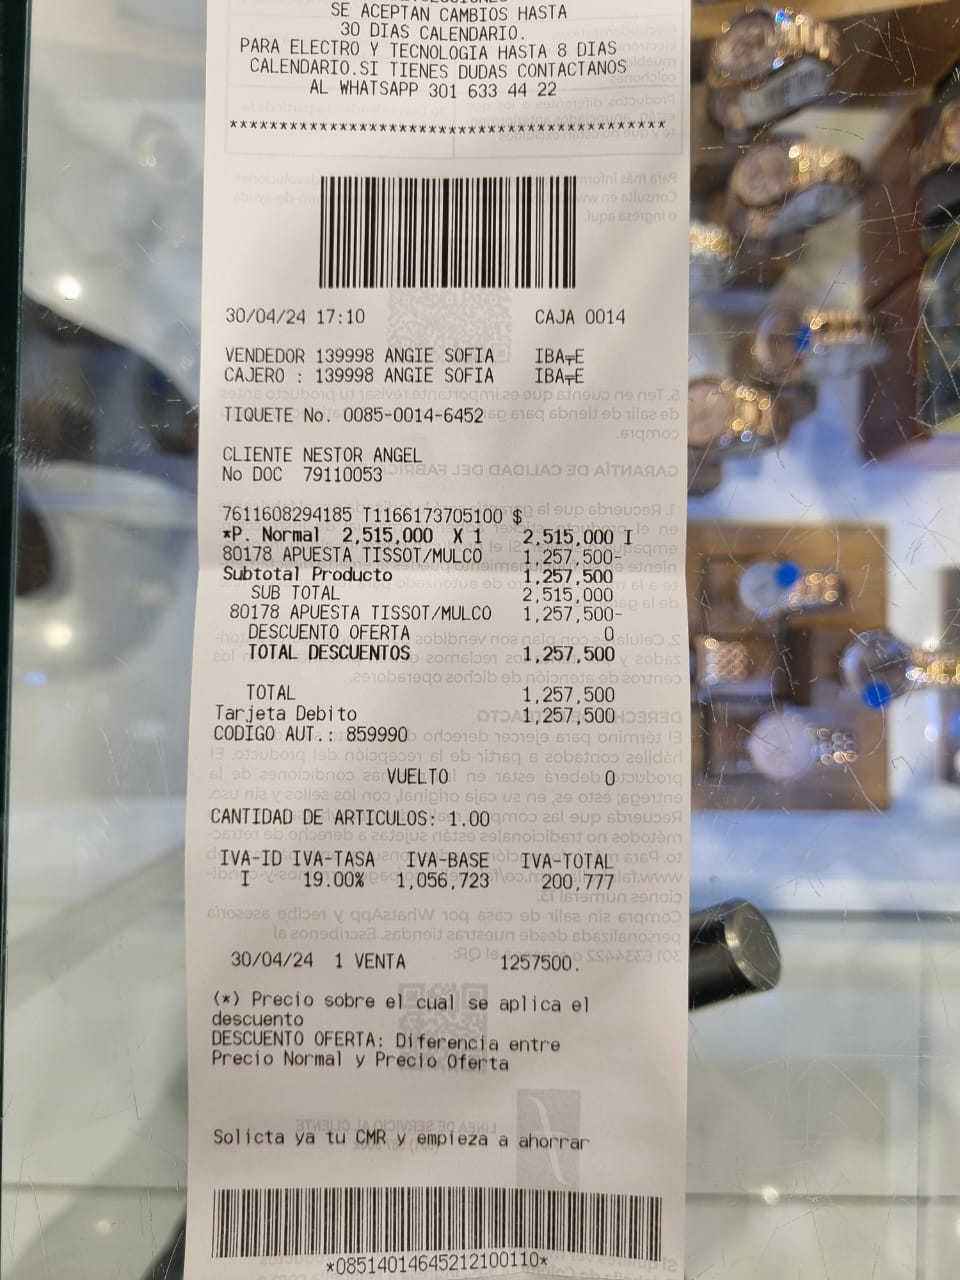 SE ACEPTAN CAMBIOS HASTA
30 DIAS CALENDARIO.
PARA ELECTRO Y TECNOLOGIA HASTA 8 DIAS
CALENDARIO.SI TIENES DUDAS CONTACTANOS
AL WHATSAPP 301 633 44 22
********************************************
30/04/24 17:10 CAJA 0014
VENDEDOR 139998 ANGIE SOFIA IBA╤E
CAJERO : 139998 ANGIE SOFIA IBA╤E
TIQUETE No. 0085-0014-6452
CLIENTE NESTOR ANGEL
No DOC 79110053
7611608294185 T1166173705100 $
*P. Normal 2,515,000 X 1 2,515,000 I
80178 APUESTA TISSOT/MULCO 1,257,500-
Subtotal Producto 1,257,500
SUB TOTAL 2,515,000
80178 APUESTA TISSOT/MULCO 1,257,500-
DESCUENTO OFERTA 0
TOTAL DESCUENTOS 1,257,500
TOTAL 1,257,500
Tarjeta Debito 1,257,500
CODIGO AUT.: 859990
VUELTO 0
CANTIDAD DE ARTICULOS: 1.00
IVA-ID IVA-TASA IVA-BASE IVA-TOTAL
I 19.00% 1,056,723 200,777
30/04/24 1 VENTA 1257500.
(*) Precio sobre el cual se aplica el
descuento
DESCUENTO OFERTA: Diferencia entre
Precio Normal y Precio Oferta
Solicta ya tu CMR y empieza a ahorrar
*08514014645212100110*